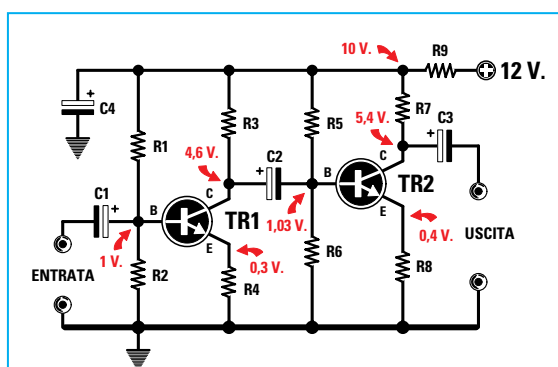 10 V.
R9
12 V.
C4
R1
R3
R5
R7
5,4 V.
C3
4,6 V.
C2
C1
B
C
TR1
E
B
C
TR2
E
1 V.
1,03 V.
0,3 V.
0,4 V.
ENTRATA
R2
R4
R6
R8
USCITA